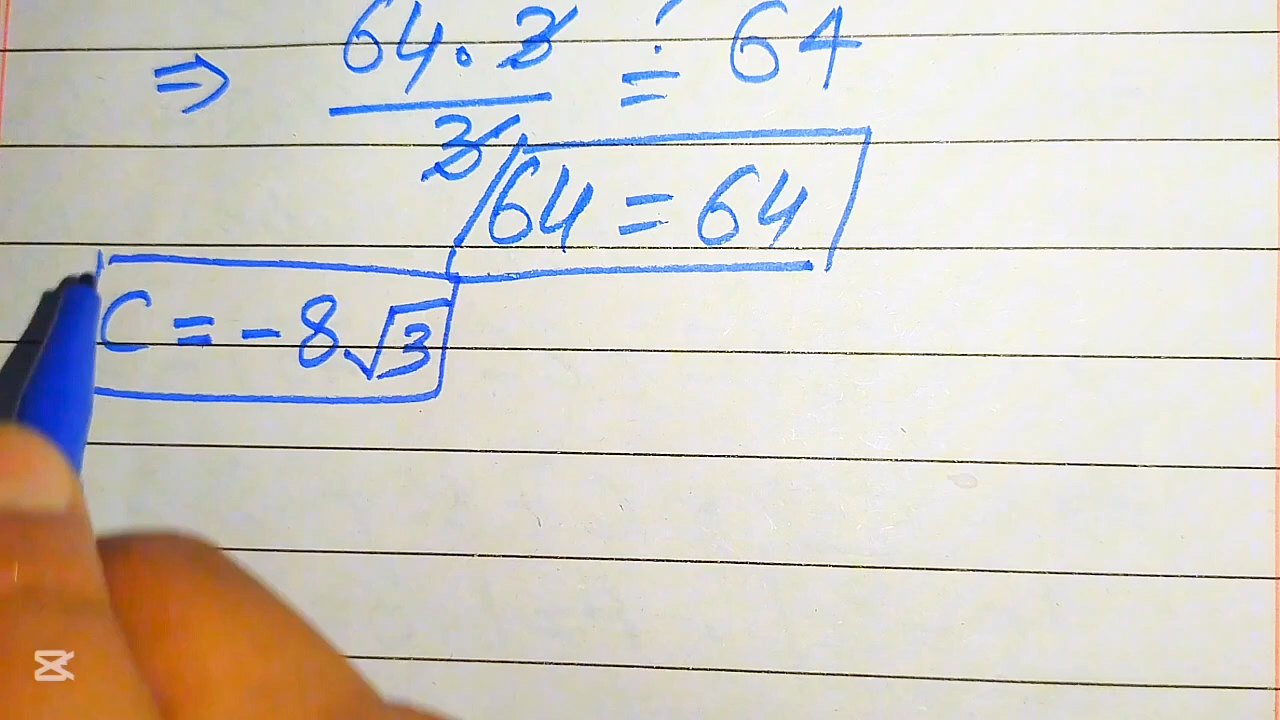 ⇒ 64·3/3 ≟ 64
64 = 64
C = -8√3